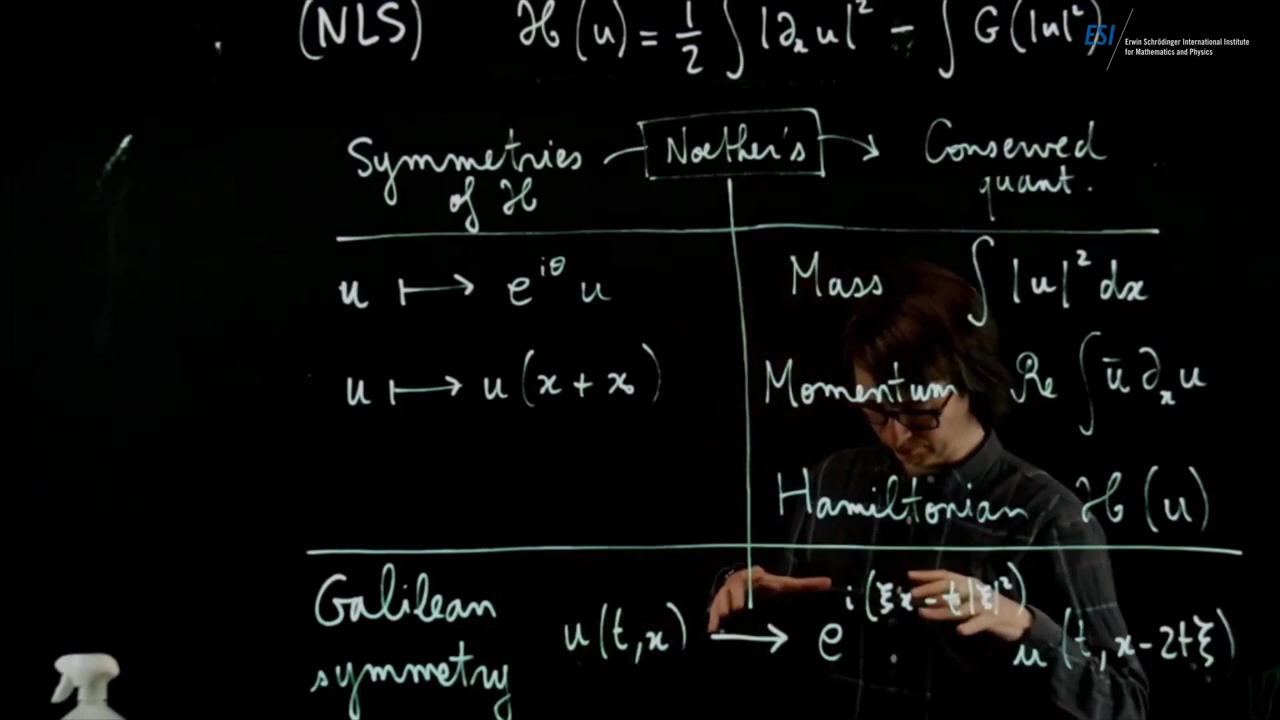 (NLS) ℋ(u) = 1/2 ∫ |∂ₓu|² − ∫ G(|u|²)
ESI Erwin Schrödinger International Institute
for Mathematics and Physics
Symmetries of ℋ — Noether's → Conserved quant.
u ↦ e^{iθ} u Mass ∫ |u|² dx
u ↦ u(x + x₀) Momentum Re ∫ ū ∂ₓu
Hamiltonian ℋ(u)
Galilean symmetry u(t,x) → e^{i(ξx − t|ξ|²)} u(t, x−2tξ)